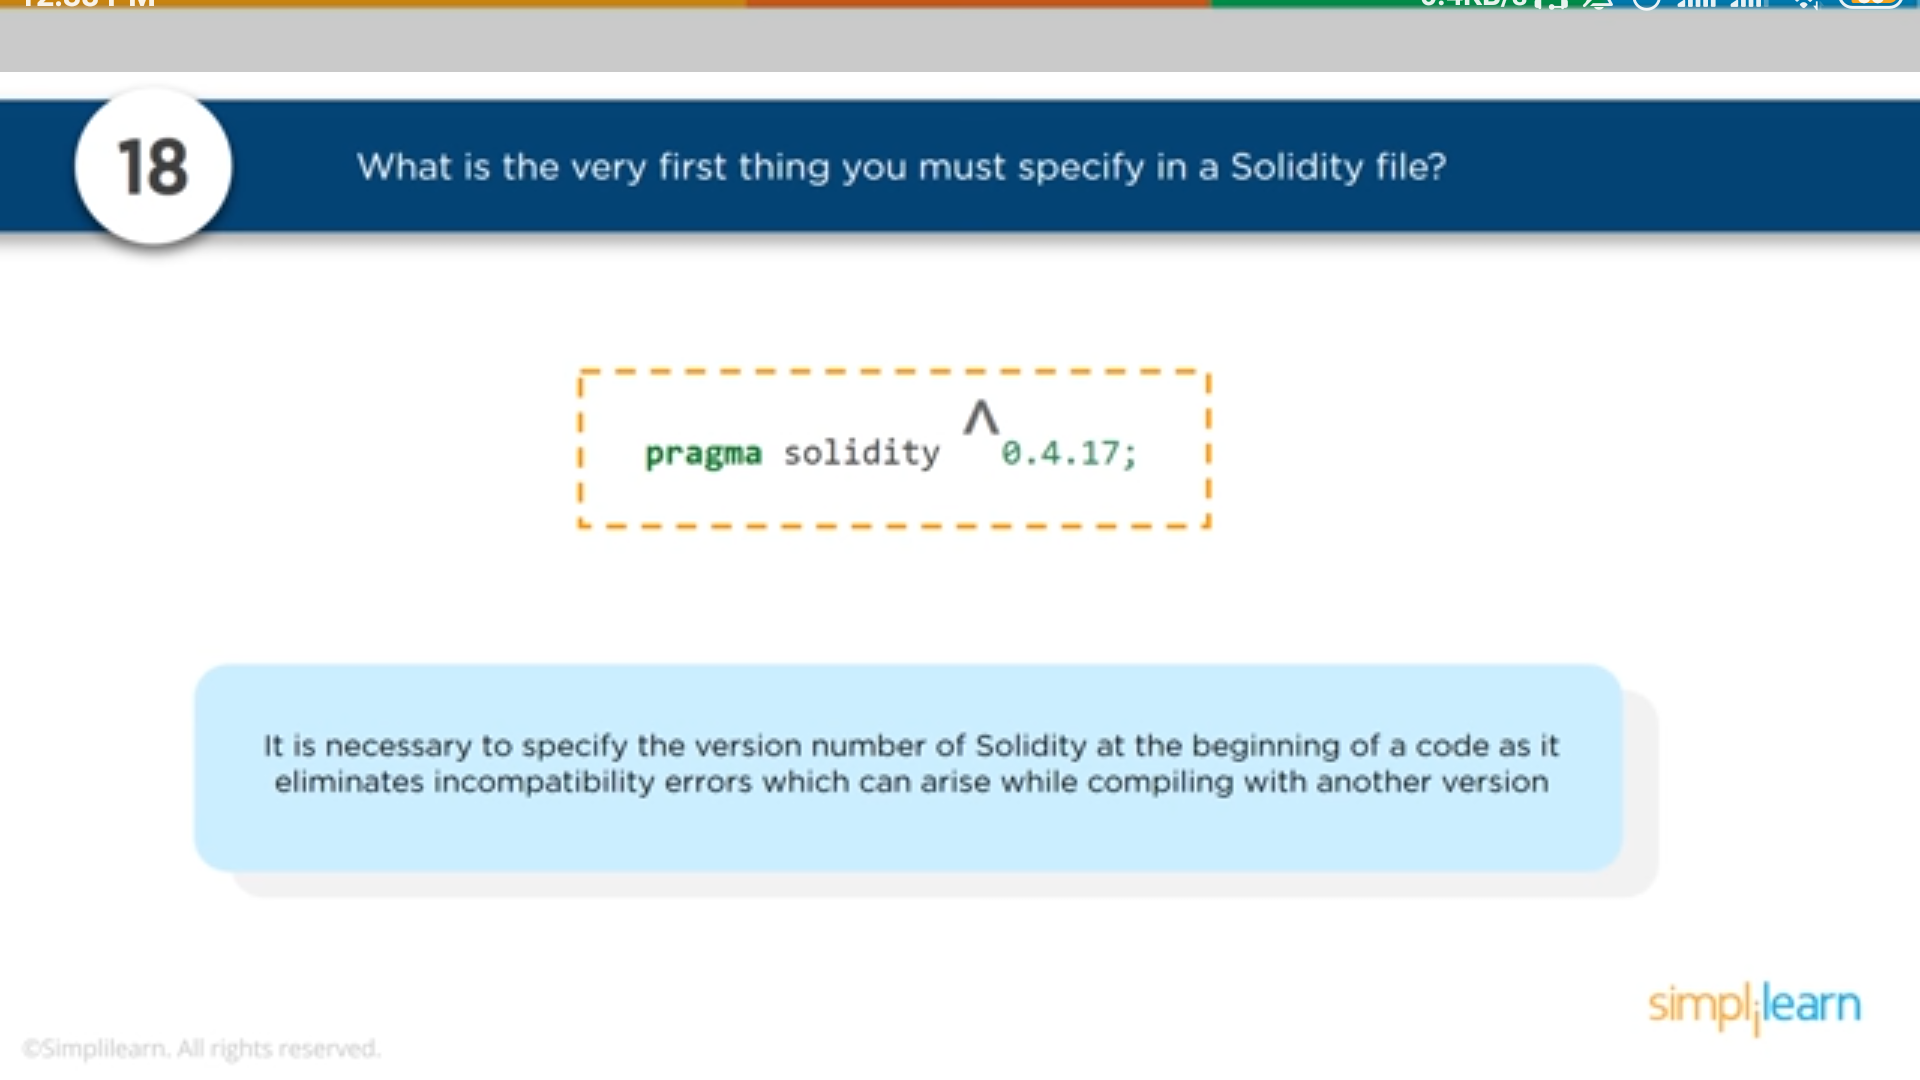 18
What is the very first thing you must specify in a Solidity file?
pragma solidity ^0.4.17;
It is necessary to specify the version number of Solidity at the beginning of a code as it
eliminates incompatibility errors which can arise while compiling with another version
simplilearn
©Simplilearn. All rights reserved.